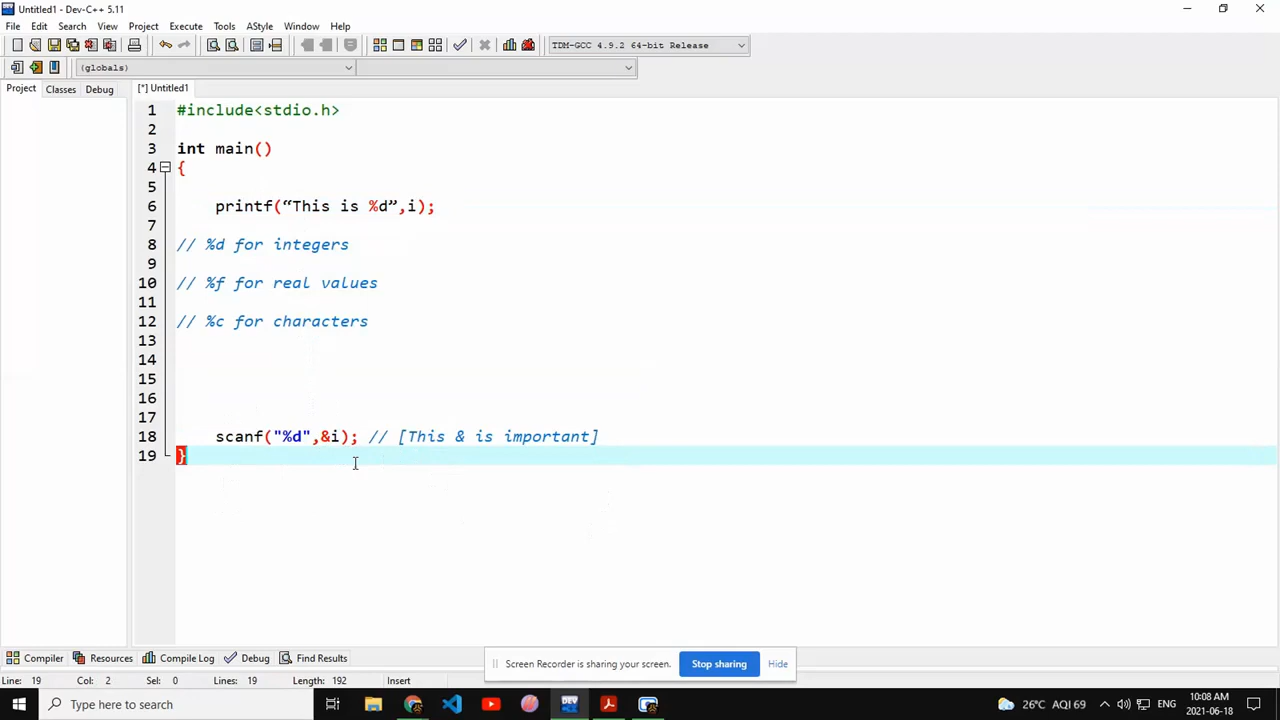 Untitled1 - Dev-C++ 5.11
File Edit Search View Project Execute Tools AStyle Window Help
TDM-GCC 4.9.2 64-bit Release
(globals)
Project Classes Debug [*] Untitled1
1 #include<stdio.h>
2
3 int main()
4 {
5
6 printf(“This is %d”,i);
7
8 // %d for integers
9
10 // %f for real values
11
12 // %c for characters
13
14
15
16
17
18 scanf("%d",&i); // [This & is important]
19 }
Compiler Resources Compile Log Debug Find Results
Screen Recorder is sharing your screen. Stop sharing Hide
Line: 19 Col: 2 Sel: 0 Lines: 19 Length: 192 Insert
Type here to search 26°C AQI 69 ENG 10:08 AM
2021-06-18